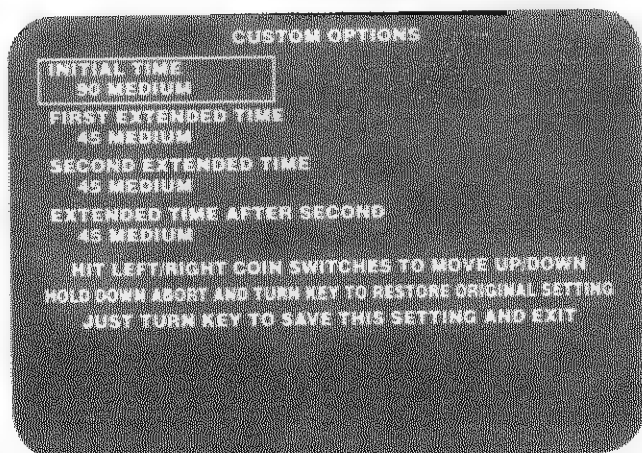 CUSTOM OPTIONS
INITIAL TIME
90 MEDIUM
FIRST EXTENDED TIME
45 MEDIUM
SECOND EXTENDED TIME
45 MEDIUM
EXTENDED TIME AFTER SECOND
45 MEDIUM
HIT LEFT/RIGHT COIN SWITCHES TO MOVE UP/DOWN
HOLD DOWN ABORT AND TURN KEY TO RESTORE ORIGINAL SETTING
JUST TURN KEY TO SAVE THIS SETTING AND EXIT